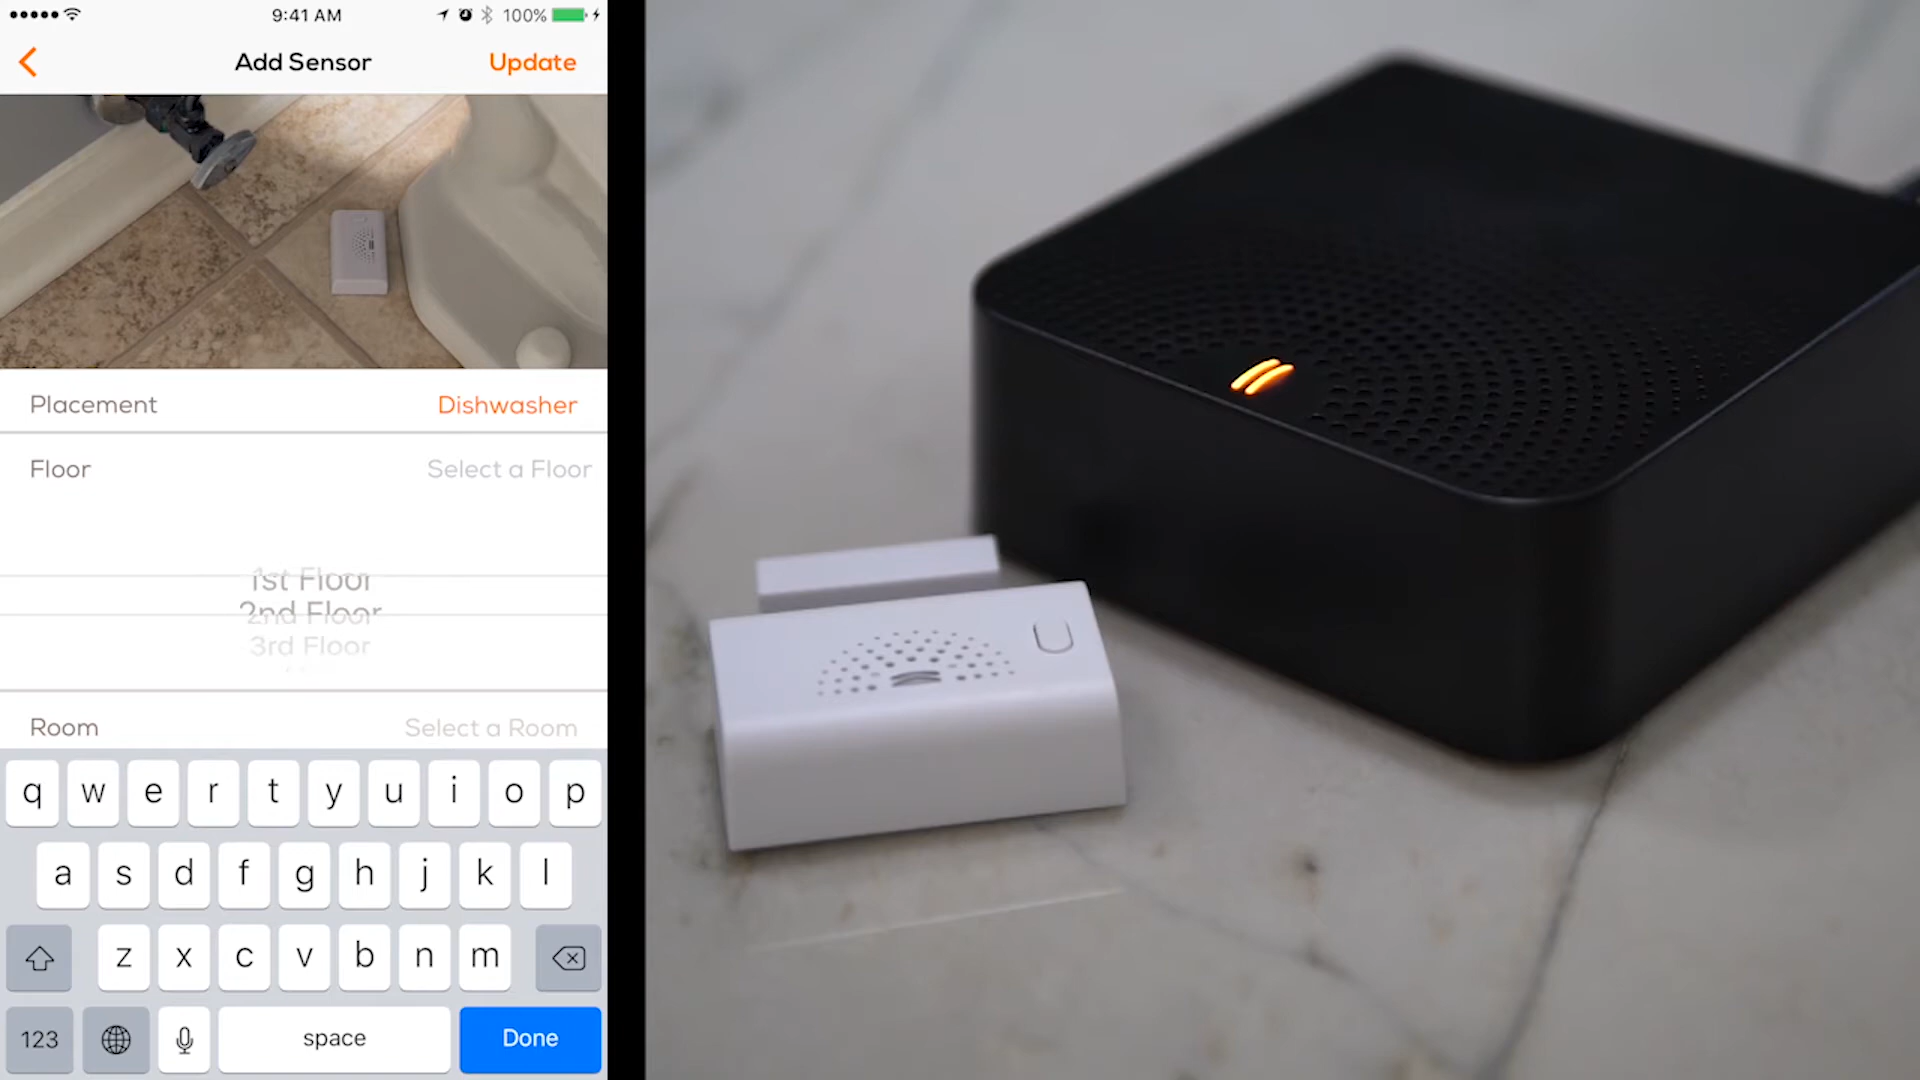 9:41 AM 100%
Add Sensor Update
Placement Dishwasher
Floor Select a Floor
1st Floor
2nd Floor
3rd Floor
Room Select a Room
q w e r t y u i o p
a s d f g h j k l
z x c v b n m
123 space Done